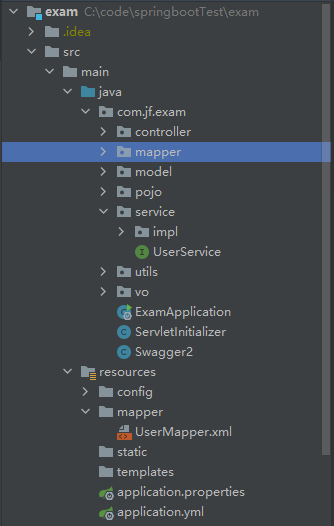 exam C:\code\springbootTest\exam
.idea
src
main
java
com.jf.exam
controller
mapper
model
pojo
service
impl
UserService
utils
vo
ExamApplication
ServletInitializer
Swagger2
resources
config
mapper
UserMapper.xml
static
templates
application.properties
application.yml